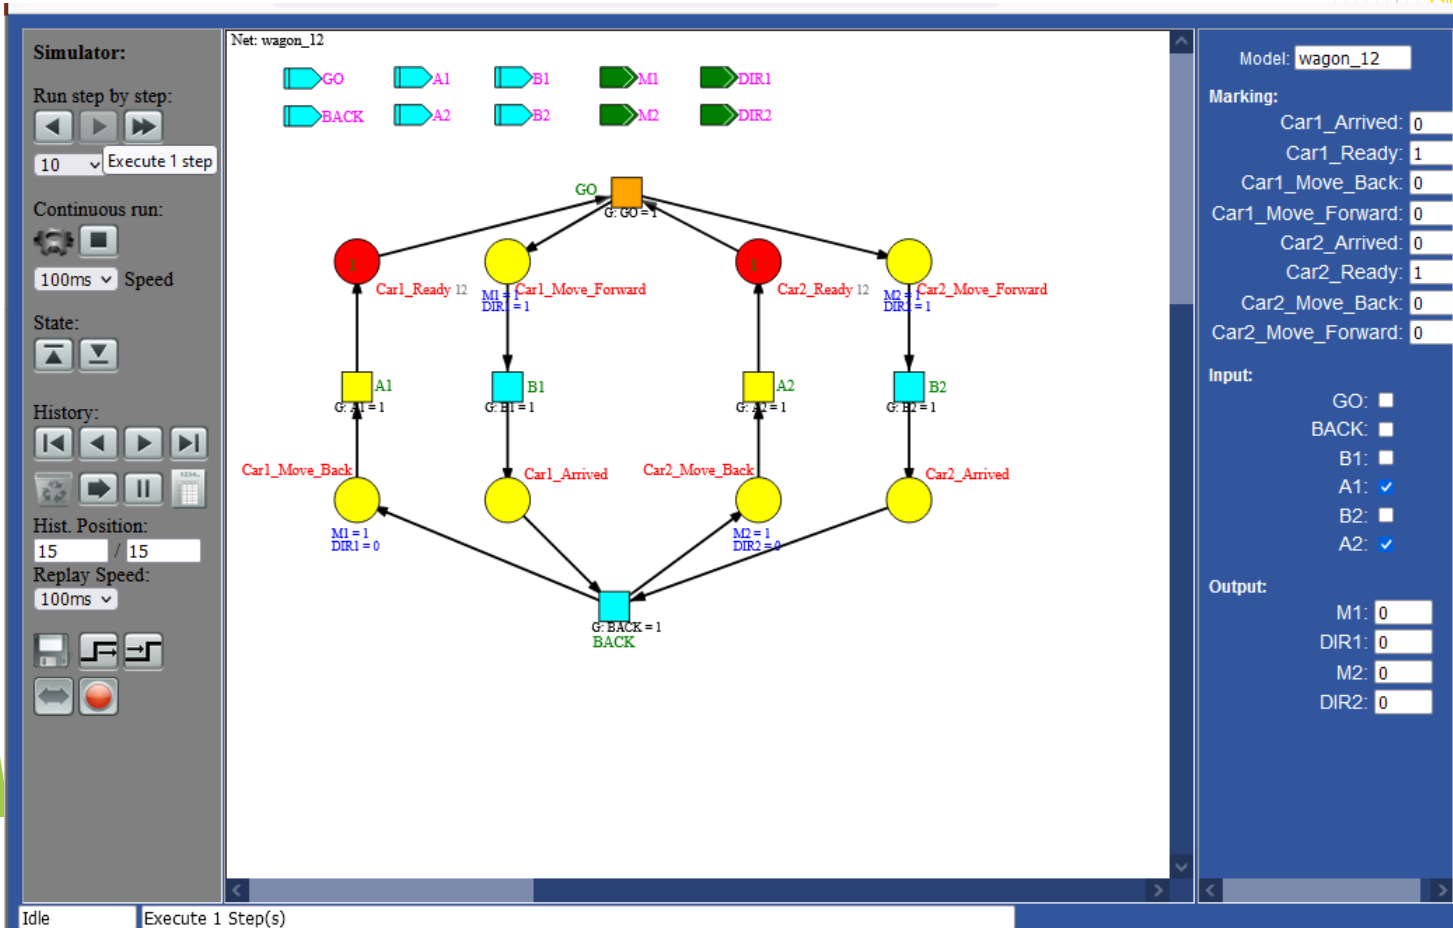 Simulator:
Run step by step:
10
Execute 1 step
Continuous run:
100ms Speed
State:
History:
Hist. Position:
15 / 15
Replay Speed:
100ms
Net: wagon_12
GO A1 B1 M1 DIR1
BACK A2 B2 M2 DIR2
GO
G: GO = 1
1
Car1_Ready 12
Car1_Move_Forward
M1 = 1
DIR1 = 1
1
Car2_Ready 12
Car2_Move_Forward
M2 = 1
DIR2 = 1
A1
G: A1 = 1
B1
G: B1 = 1
A2
G: A2 = 1
B2
G: B2 = 1
Car1_Move_Back
Car1_Arrived
Car2_Move_Back
Car2_Arrived
M1 = 1
DIR1 = 0
M2 = 1
DIR2 = 0
G: BACK = 1
BACK
Model: wagon_12
Marking:
Car1_Arrived: 0
Car1_Ready: 1
Car1_Move_Back: 0
Car1_Move_Forward: 0
Car2_Arrived: 0
Car2_Ready: 1
Car2_Move_Back: 0
Car2_Move_Forward: 0
Input:
GO:
BACK:
B1:
A1:
B2:
A2:
Output:
M1: 0
DIR1: 0
M2: 0
DIR2: 0
Idle
Execute 1 Step(s)